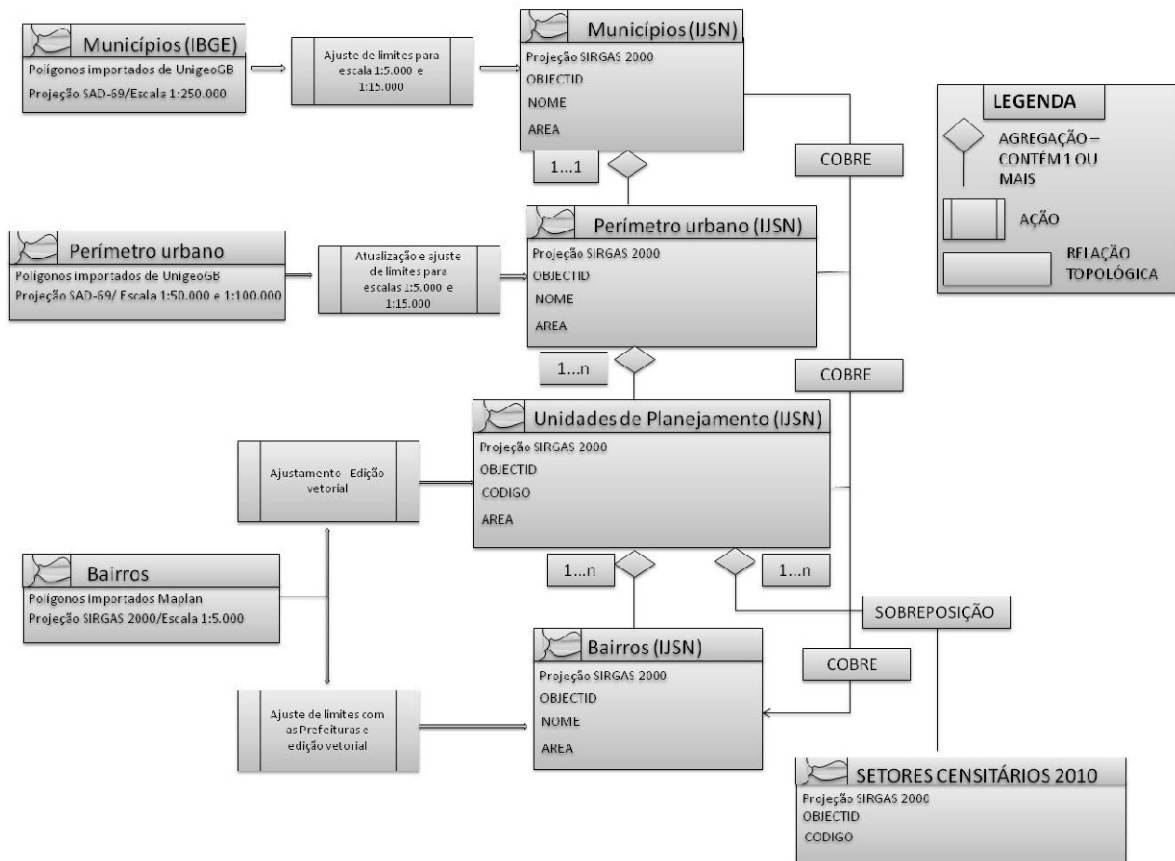 Municípios (IBGE)
Polígonos importados de UnigeoGB
Projeção SAD-69/Escala 1:250.000
Ajuste de limites para
escala 1:5.000 e
1:15.000
Municípios (IJSN)
Projeção SIRGAS 2000
OBJECTID
NOME
AREA
1...1
COBRE
LEGENDA
AGREGAÇÃO –
CONTÉM 1 OU
MAIS
AÇÃO
RELAÇÃO
TOPOLÓGICA
Perímetro urbano
Polígonos importados de UnigeoGB
Projeção SAD-69/ Escala 1:50.000 e 1:100.000
Atualização e ajuste
de limites para
escalas 1:5.000 e
1:15.000
Perímetro urbano (IJSN)
Projeção SIRGAS 2000
OBJECTID
NOME
AREA
1...n
COBRE
Unidades de Planejamento (IJSN)
Projeção SIRGAS 2000
OBJECTID
CODIGO
AREA
Ajustamento - Edição
vetorial
1...n
1...n
Bairros
Polígonos Importados Maplan
Projeção SIRGAS 2000/Escala 1:5.000
SOBREPOSIÇÃO
Bairros (IJSN)
Projeção SIRGAS 2000
OBJECTID
NOME
AREA
COBRE
Ajuste de limites com
as Prefeituras e
edição vetorial
SETORES CENSITÁRIOS 2010
Projeção SIRGAS 2000
OBJECTID
CODIGO